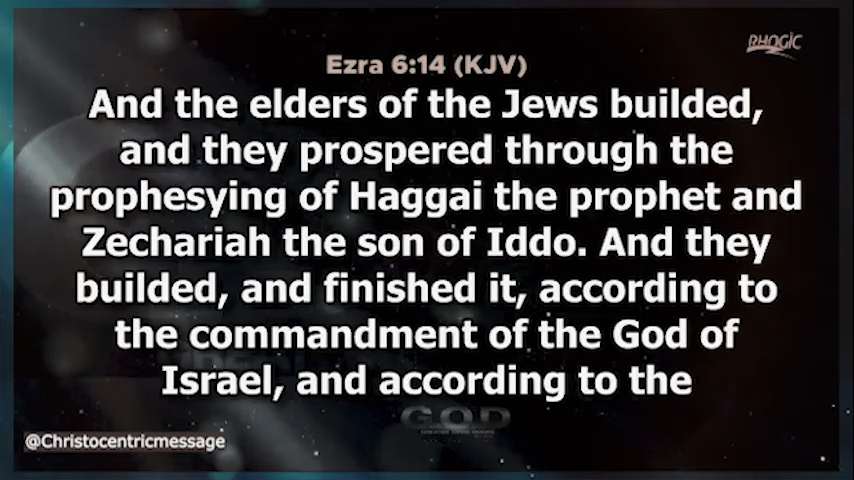 RHOGIC
Ezra 6:14 (KJV)
And the elders of the Jews builded,
and they prospered through the
prophesying of Haggai the prophet and
Zechariah the son of Iddo. And they
builded, and finished it, according to
the commandment of the God of
Israel, and according to the
G.O.D
@Christocentricmessage